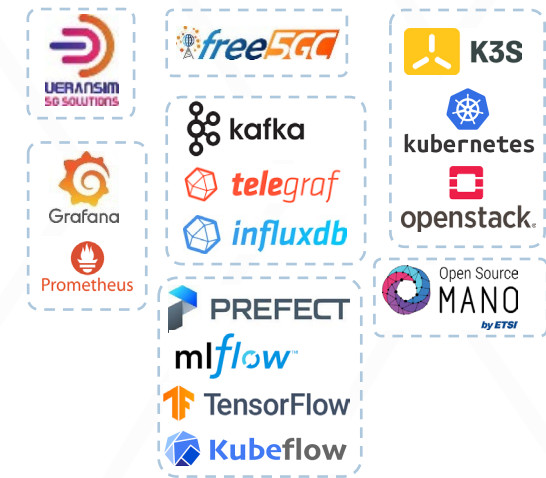 UERANSIM
5G SOLUTIONS
free5GC
K3S
kubernetes
openstack.
kafka
telegraf
influxdb
Grafana
Prometheus
Open Source
MANO
by ETSI
PREFECT
mlflow™
TensorFlow
Kubeflow